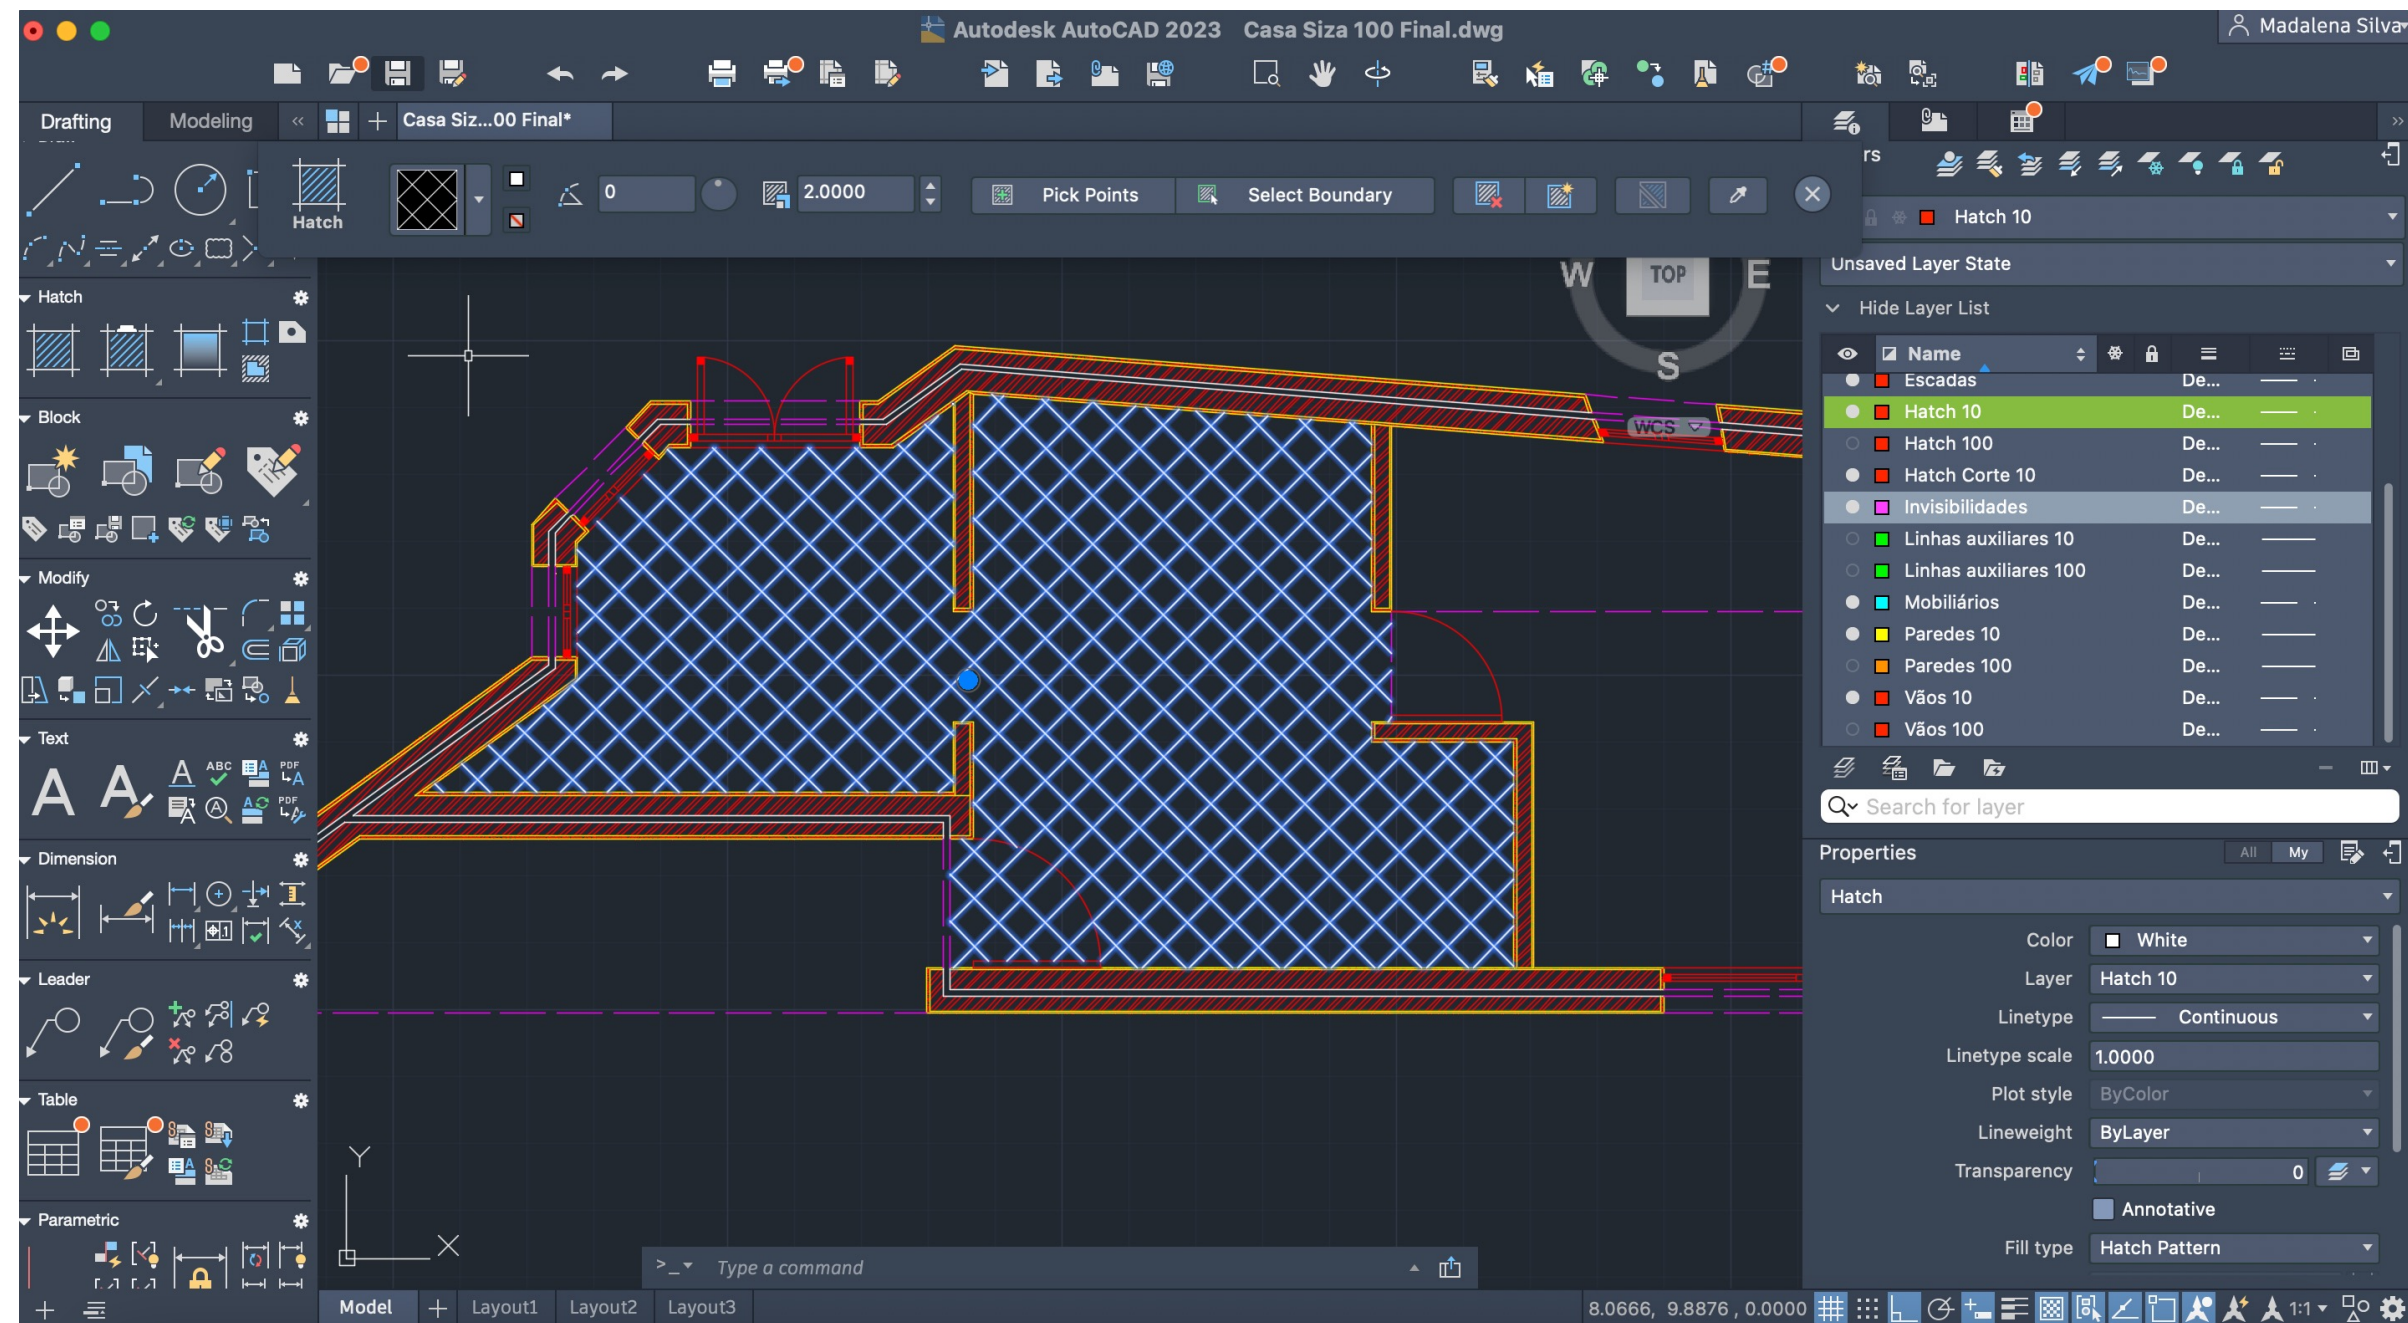 Autodesk AutoCAD 2023 Casa Siza 100 Final.dwg
Madalena Silva
Drafting
Modeling
Casa Siz...00 Final*
Hatch
0
2.0000
Pick Points
Select Boundary
rs
Hatch 10
Unsaved Layer State
Hide Layer List
Name
Escadas De...
Hatch 10 De...
Hatch 100 De...
Hatch Corte 10 De...
Invisibilidades De...
Linhas auxiliares 10 De...
Linhas auxiliares 100 De...
Mobiliários De...
Paredes 10 De...
Paredes 100 De...
Vãos 10 De...
Vãos 100 De...
Search for layer
Properties
All My
Hatch
Color White
Layer Hatch 10
Linetype Continuous
Linetype scale 1.0000
Plot style ByColor
Lineweight ByLayer
Transparency 0
Annotative
Fill type Hatch Pattern
Hatch
Block
Modify
Text
A A A ABC A PDF A
A A PDF
Dimension
Leader
Table
Parametric
W TOP E
S
WCS
Y
X
>_ Type a command
Model + Layout1 Layout2 Layout3
8.0666, 9.8876 , 0.0000
1:1